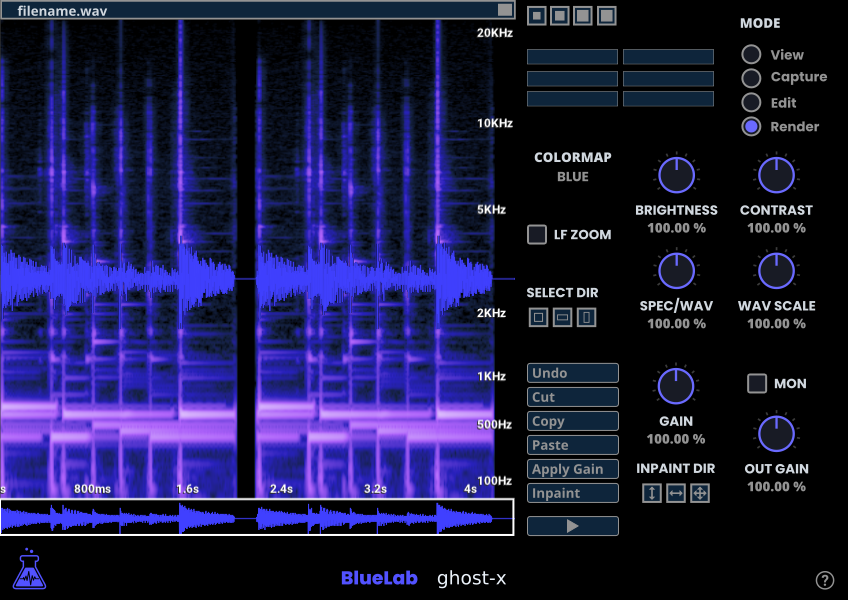 filename.wav
20KHz
10KHz
5KHz
2KHz
1KHz
500Hz
100Hz
s 800ms 1.6s 2.4s 3.2s 4s
MODE
View
Capture
Edit
Render
COLORMAP
BLUE
BRIGHTNESS
100.00 %
CONTRAST
100.00 %
LF ZOOM
SELECT DIR
SPEC/WAV
100.00 %
WAV SCALE
100.00 %
Undo
Cut
Copy
Paste
Apply Gain
Inpaint
GAIN
100.00 %
MON
INPAINT DIR
OUT GAIN
100.00 %
BlueLab ghost-x
?